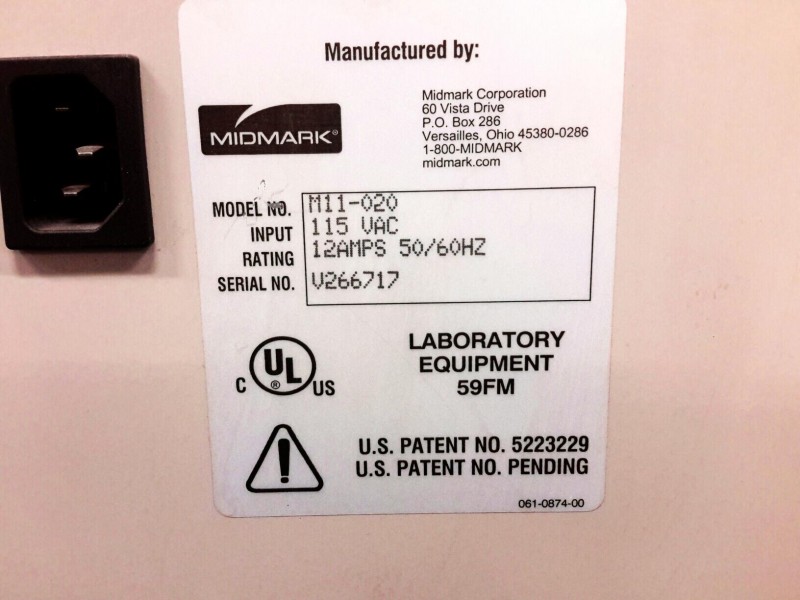 Manufactured by:
MIDMARK®
Midmark Corporation
60 Vista Drive
P.O. Box 286
Versailles, Ohio 45380-0286
1-800-MIDMARK
midmark.com
MODEL NO. M11-020
INPUT 115 VAC
RATING 12AMPS 50/60HZ
SERIAL NO. V266717
C UL ® US
LABORATORY
EQUIPMENT
59FM
!
U.S. PATENT NO. 5223229
U.S. PATENT NO. PENDING
061-0874-00